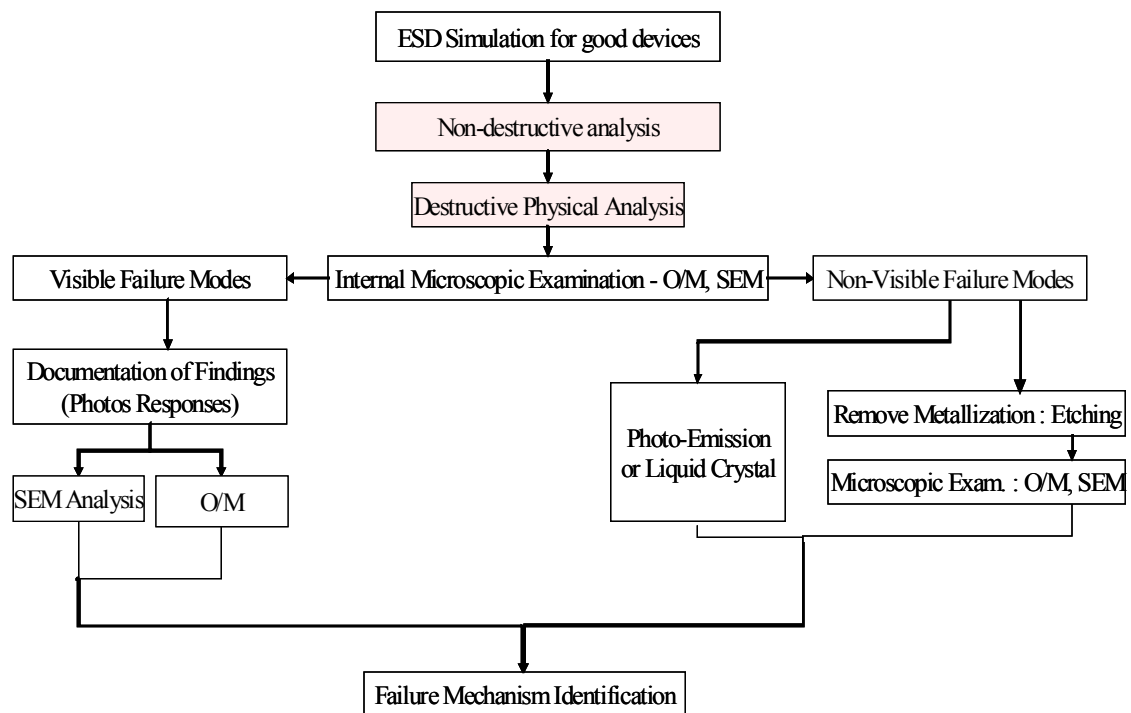 ESD Simulation for good devices
Non-destructive analysis
Destructive Physical Analysis
Visible Failure Modes
Internal Microscopic Examination - O/M, SEM
Non-Visible Failure Modes
Documentation of Findings
(Photos Responses)
Photo-Emission
or Liquid Crystal
Remove Metallization : Etching
Microscopic Exam. : O/M, SEM
SEM Analysis
O/M
Failure Mechanism Identification